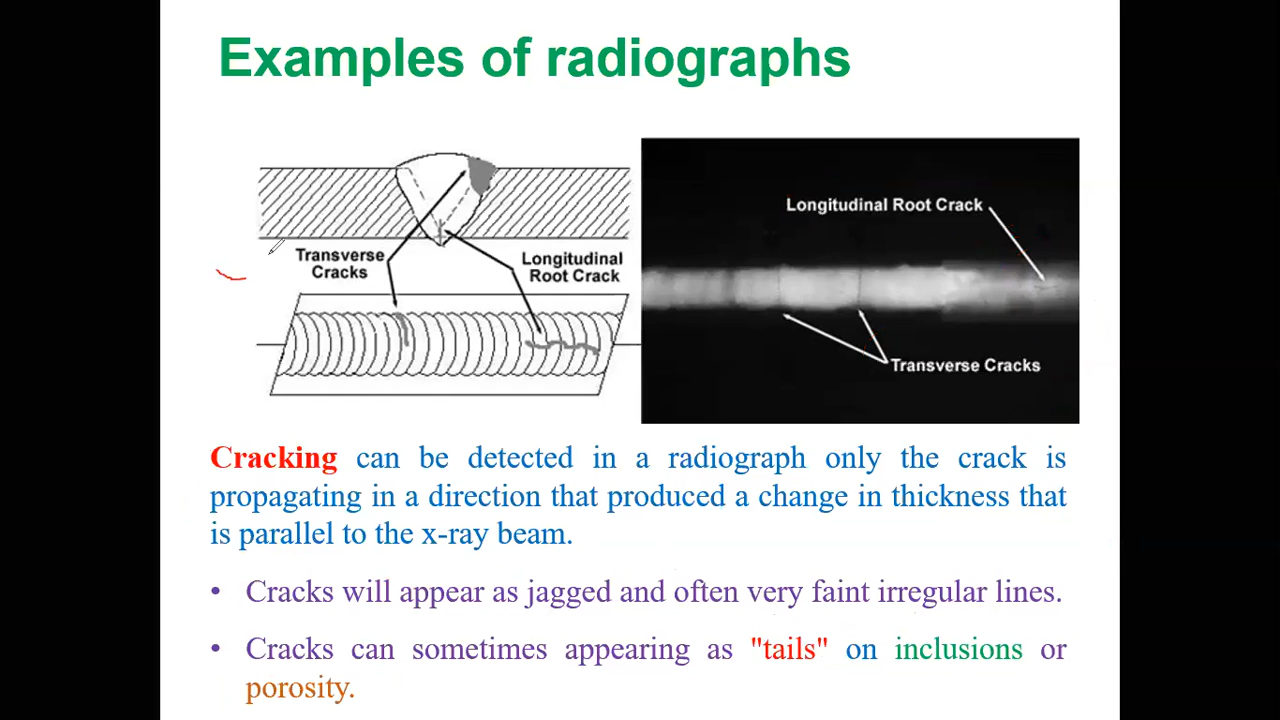 Examples of radiographs
Transverse
Cracks
Longitudinal
Root Crack
Longitudinal Root Crack
Transverse Cracks
Cracking can be detected in a radiograph only the crack is
propagating in a direction that produced a change in thickness that
is parallel to the x-ray beam.
• Cracks will appear as jagged and often very faint irregular lines.
• Cracks can sometimes appearing as "tails" on inclusions or
porosity.